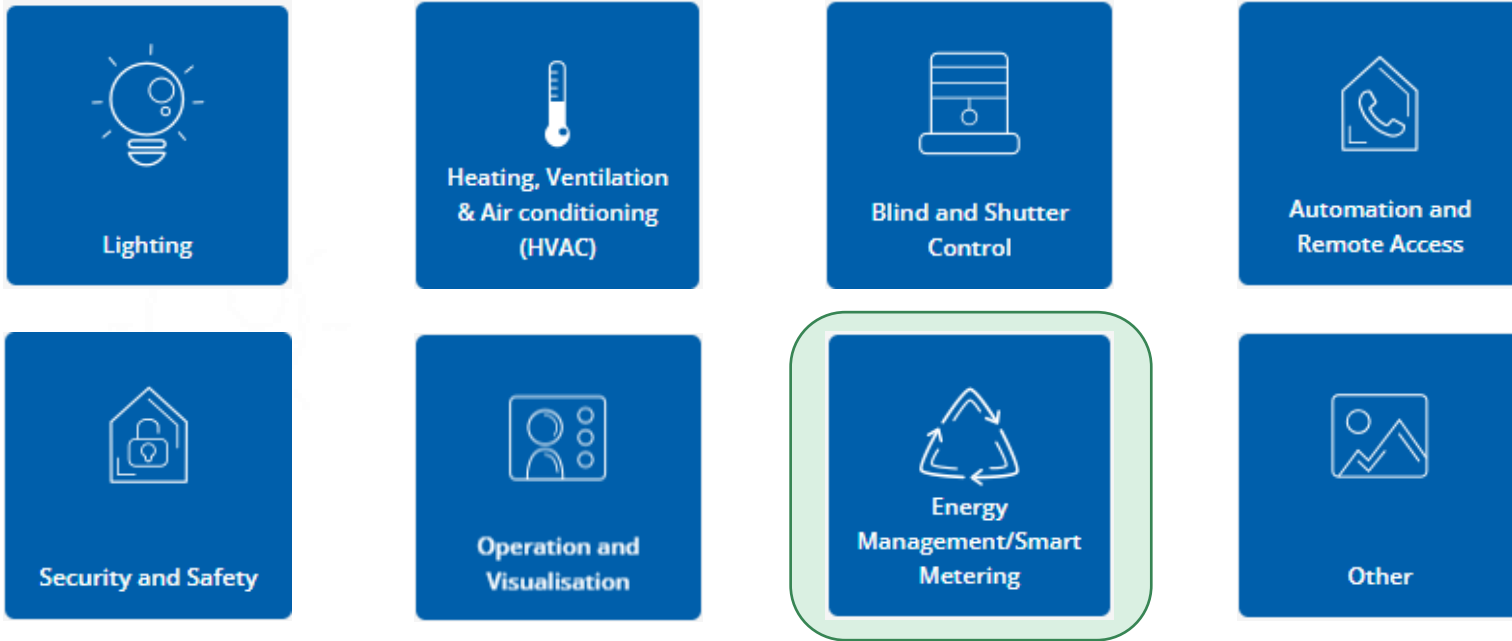 Lighting
Heating, Ventilation
& Air conditioning
(HVAC)
Blind and Shutter
Control
Automation and
Remote Access
Security and Safety
Operation and
Visualisation
Energy
Management/Smart
Metering
Other